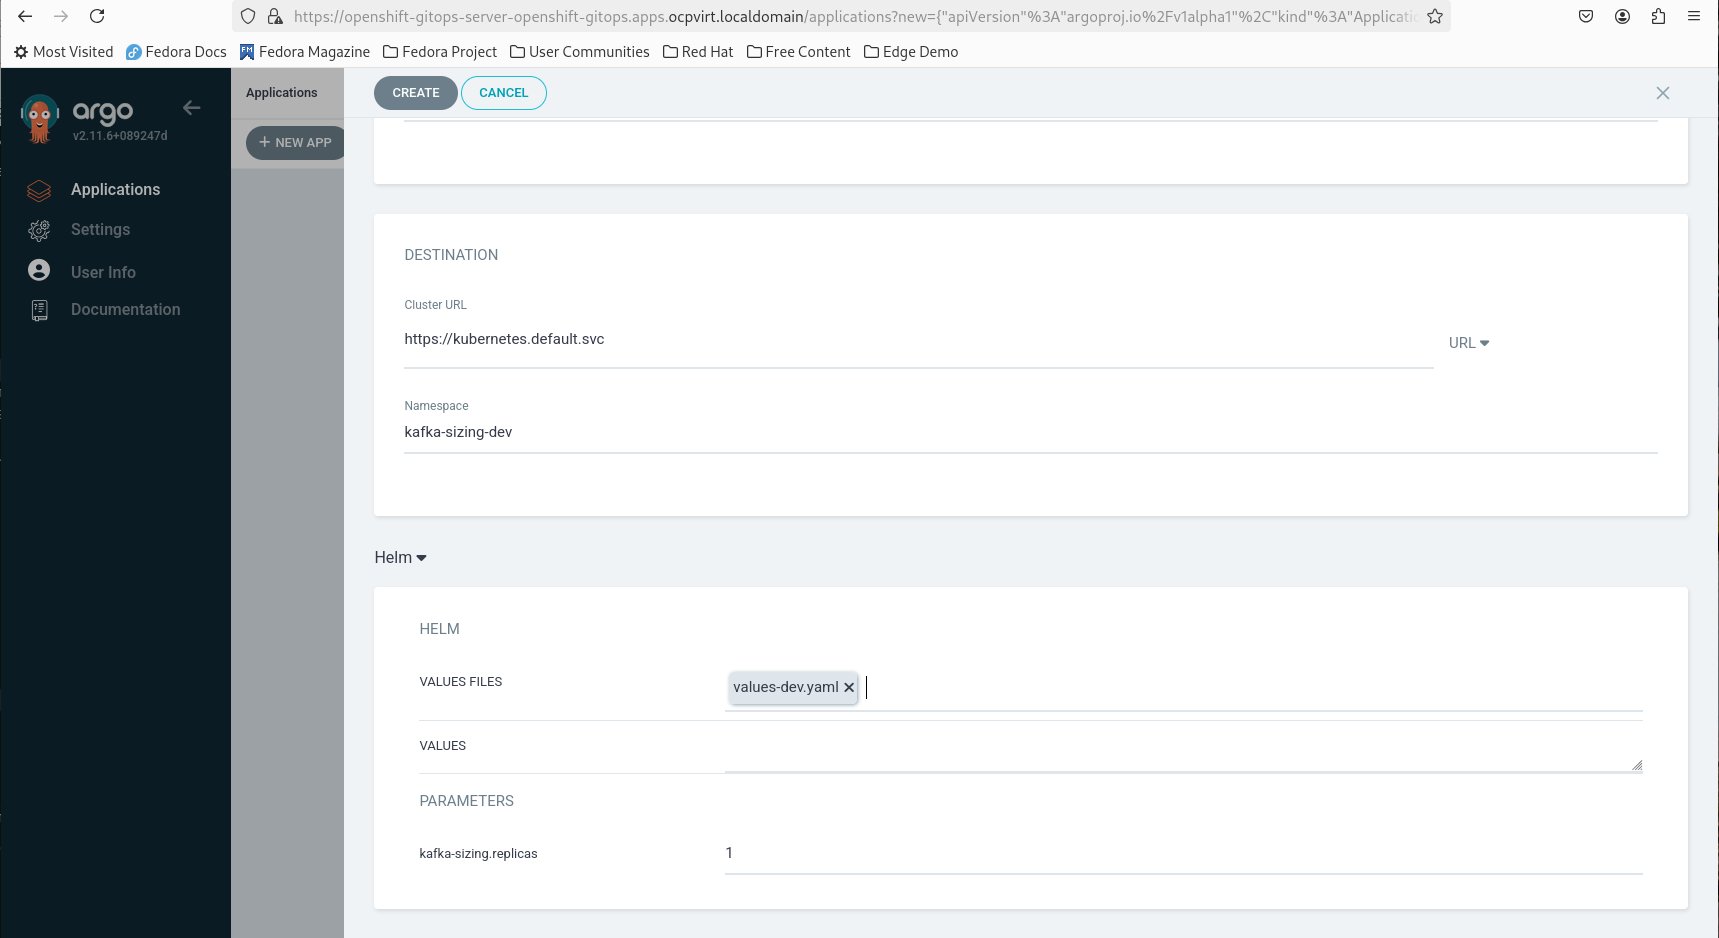 https://openshift-gitops-server-openshift-gitops.apps.ocpvirt.localdomain/applications?new={"apiVersion"%3A"argoproj.io%2Fv1alpha1"%2C"kind"%3A"Applicatio
Most Visited Fedora Docs Fedora Magazine Fedora Project User Communities Red Hat Free Content Edge Demo
argo
v2.11.6+089247d
Applications
Settings
User Info
Documentation
Applications
+ NEW APP
CREATE CANCEL
DESTINATION
Cluster URL
https://kubernetes.default.svc URL
Namespace
kafka-sizing-dev
Helm
HELM
VALUES FILES values-dev.yaml
VALUES
PARAMETERS
kafka-sizing.replicas 1